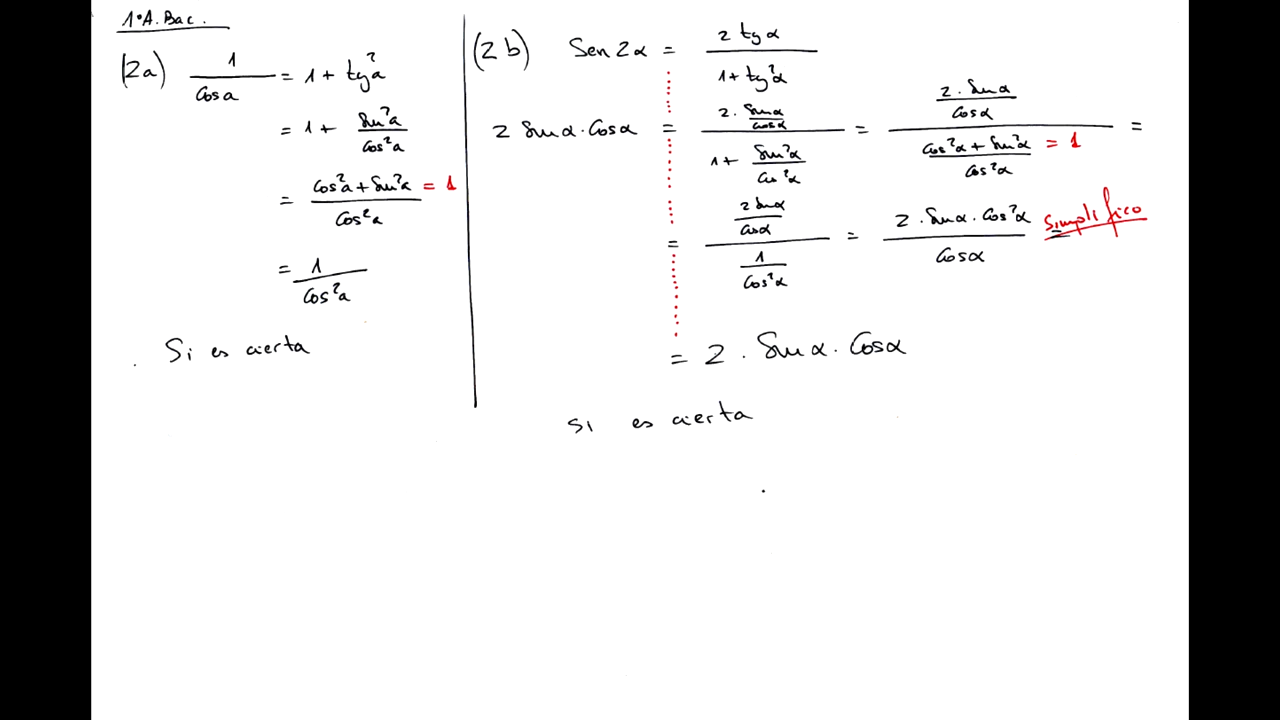 1º A. Bac.
(2a) 1/cos a = 1 + tg²a
= 1 + sen²a/cos²a
= (cos²a + sen²a)/cos²a = 1
= 1/cos²a
Si es cierta
(2b) Sen 2α = 2 tg α/(1 + tg²α)
2 sen α · cos α = (2 · sen α/cos α)/(1 + sen²α/cos²α) = (2 · sen α/cos α)/((cos²α + sen²α)/cos²α) = 1 =
= (2 sen α/cos α)/(1/cos²α) = (2 · sen α · cos²α)/cos α = simplifico
= 2 · sen α · cos α
Si es cierta